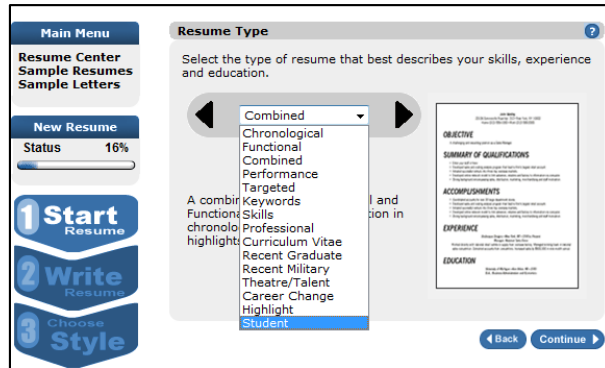 Main Menu
Resume Center
Sample Resumes
Sample Letters
New Resume
Status 16%
1 Start
Resume
2 Write
Resume
3 Choose
Style
Resume Type
?
Select the type of resume that best describes your skills, experience
and education.
Combined
Chronological
Functional
Combined
Performance
Targeted
Keywords
Skills
Professional
Curriculum Vitae
Recent Graduate
Recent Military
Theatre/Talent
Career Change
Highlight
Student
A combin l and
Functiona tion in
chronolo
highlight
OBJECTIVE
SUMMARY OF QUALIFICATIONS
ACCOMPLISHMENTS
EXPERIENCE
EDUCATION
Back
Continue